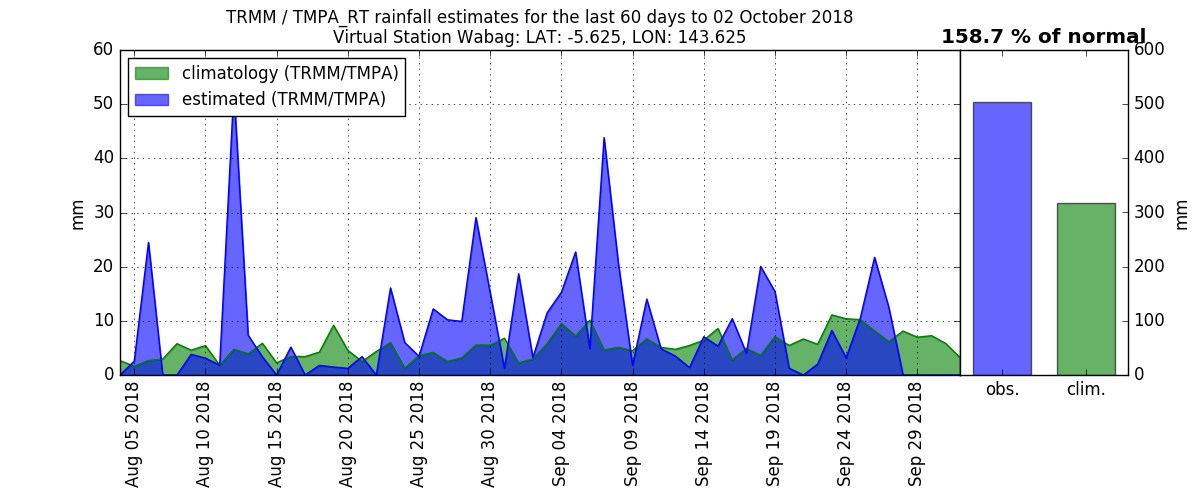 TRMM / TMPA_RT rainfall estimates for the last 60 days to 02 October 2018
Virtual Station Wabag: LAT: -5.625, LON: 143.625
158.7 % of normal
climatology (TRMM/TMPA)
estimated (TRMM/TMPA)
mm
60
50
40
30
20
10
0
Aug 05 2018
Aug 10 2018
Aug 15 2018
Aug 20 2018
Aug 25 2018
Aug 30 2018
Sep 04 2018
Sep 09 2018
Sep 14 2018
Sep 19 2018
Sep 24 2018
Sep 29 2018
obs.
clim.
600
500
400
300
200
100
0
mm